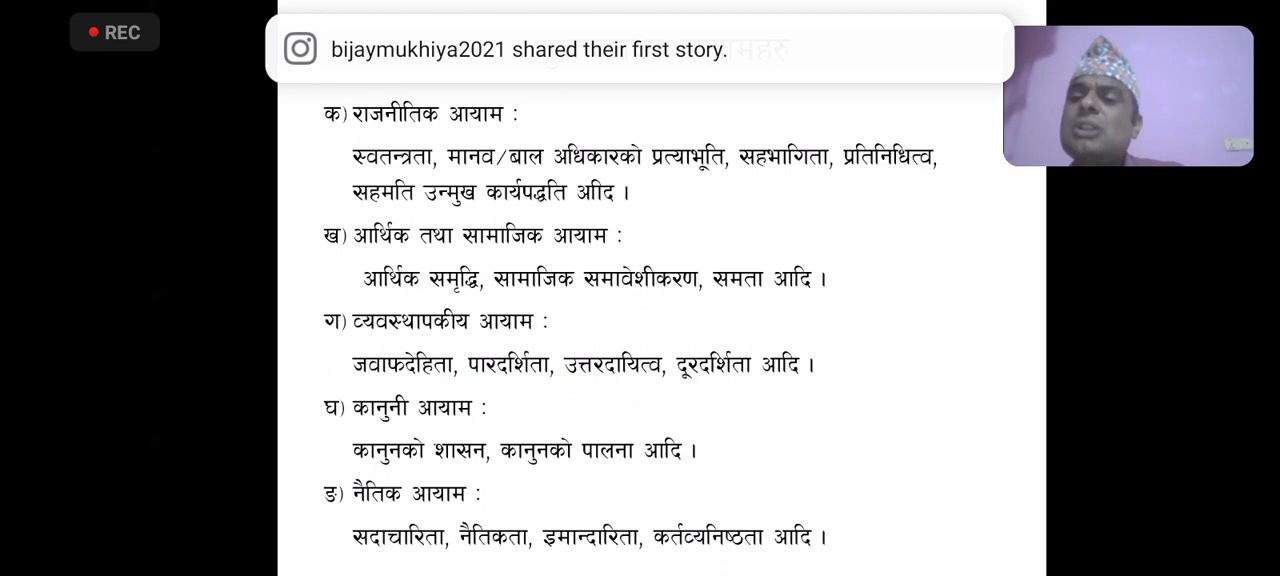 REC
bijaymukhiya2021 shared their first story.
क) राजनीतिक आयाम :
स्वतन्त्रता, मानव/बाल अधिकारको प्रत्याभूति, सहभागिता, प्रतिनिधित्व,
सहमति उन्मुख कार्यपद्धति आदि ।
ख) आर्थिक तथा सामाजिक आयाम :
आर्थिक समृद्धि, सामाजिक समावेशीकरण, समता आदि ।
ग) व्यवस्थापकीय आयाम :
जवाफदेहिता, पारदर्शिता, उत्तरदायित्व, दूरदर्शिता आदि ।
घ) कानुनी आयाम :
कानुनको शासन, कानुनको पालना आदि ।
ङ) नैतिक आयाम :
सदाचारिता, नैतिकता, इमान्दारिता, कर्तव्यनिष्ठता आदि ।